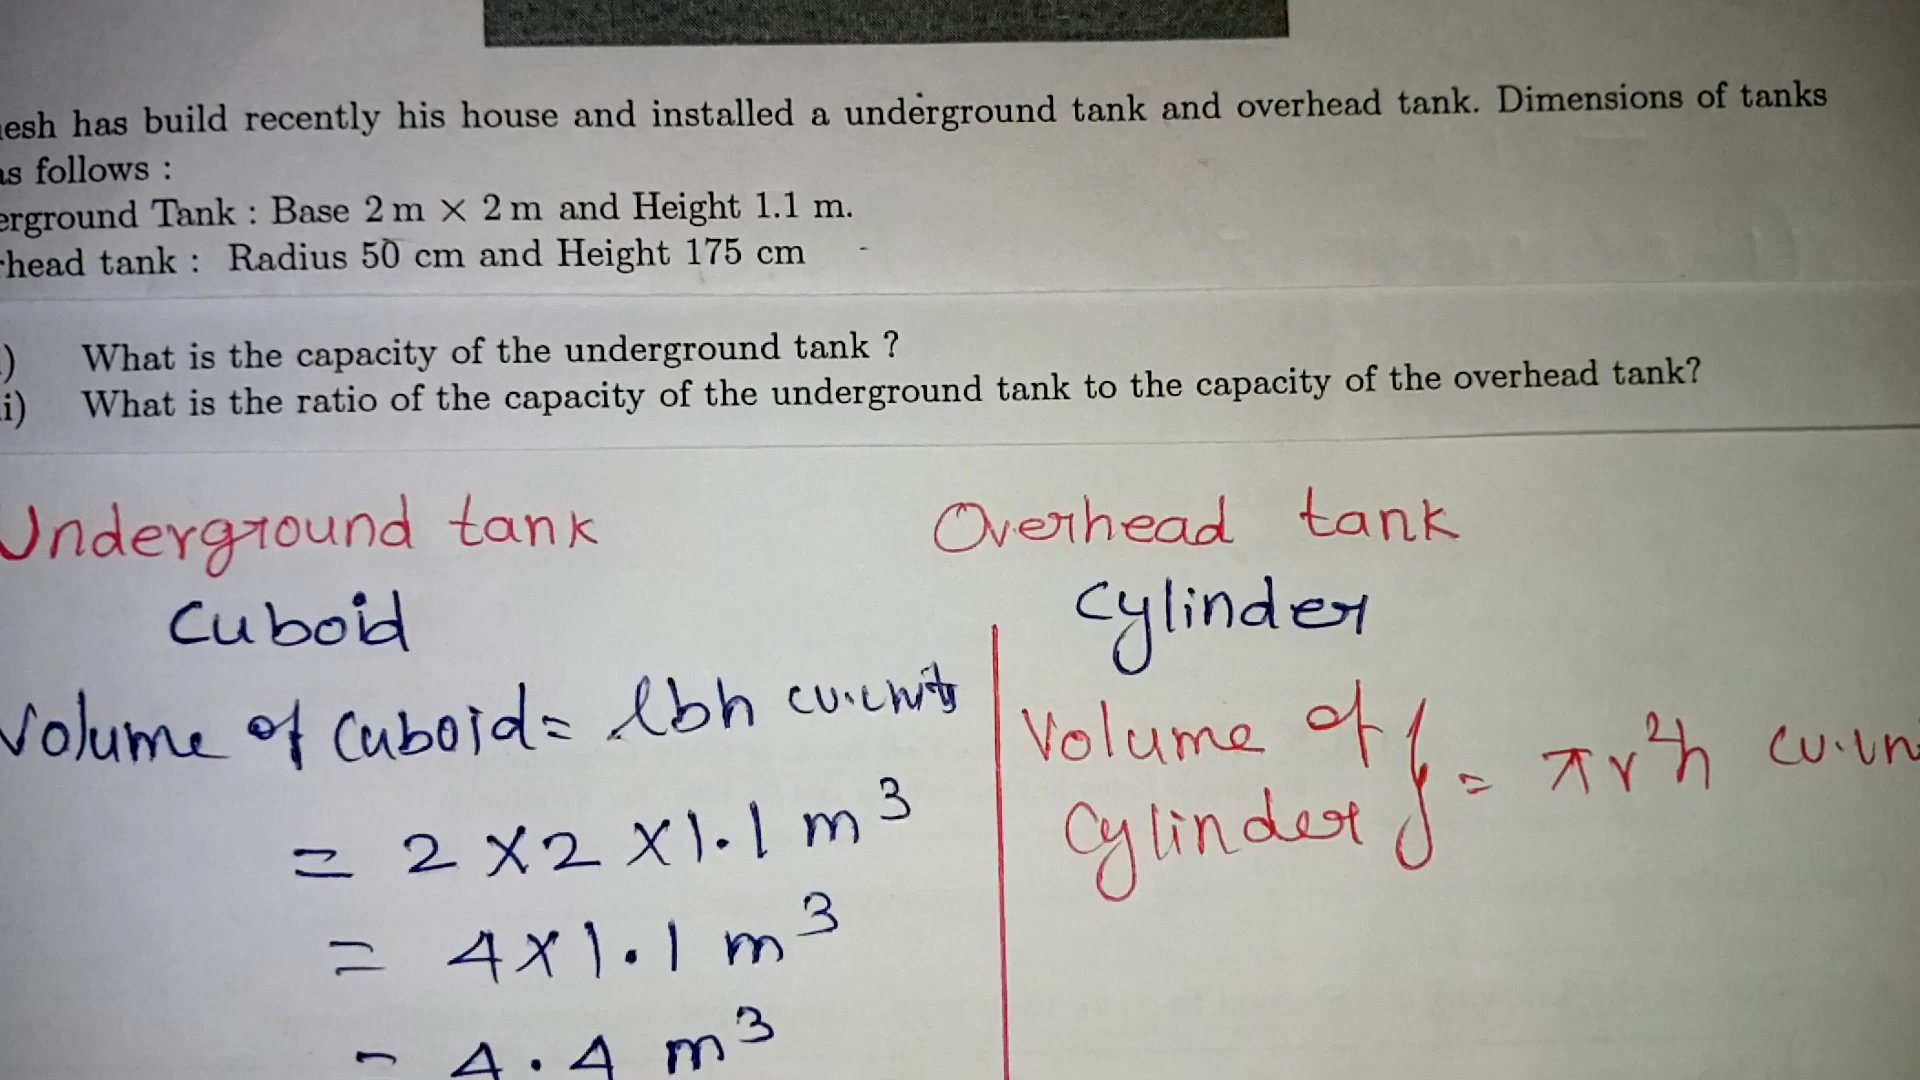 esh has build recently his house and installed a underground tank and overhead tank. Dimensions of tanks
as follows :
erground Tank : Base 2 m × 2 m and Height 1.1 m.
rhead tank : Radius 50 cm and Height 175 cm
) What is the capacity of the underground tank ?
i) What is the ratio of the capacity of the underground tank to the capacity of the overhead tank?
Underground tank
Cuboid
Volume of Cuboid = lbh cu.units
= 2 × 2 × 1.1 m³
= 4 × 1.1 m³
= 4.4 m³
Overhead tank
Cylinder
Volume of
Cylinder } = πr²h cu.un